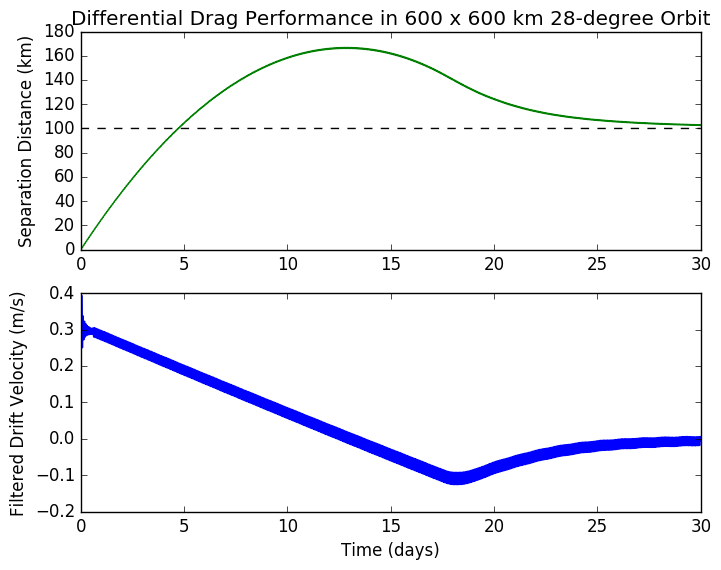 Differential Drag Performance in 600 x 600 km 28-degree Orbit
180
160
140
120
100
80
60
40
20
0
Separation Distance (km)
0 5 10 15 20 25 30
0.4
0.3
0.2
0.1
0.0
−0.1
−0.2
Filtered Drift Velocity (m/s)
0 5 10 15 20 25 30
Time (days)